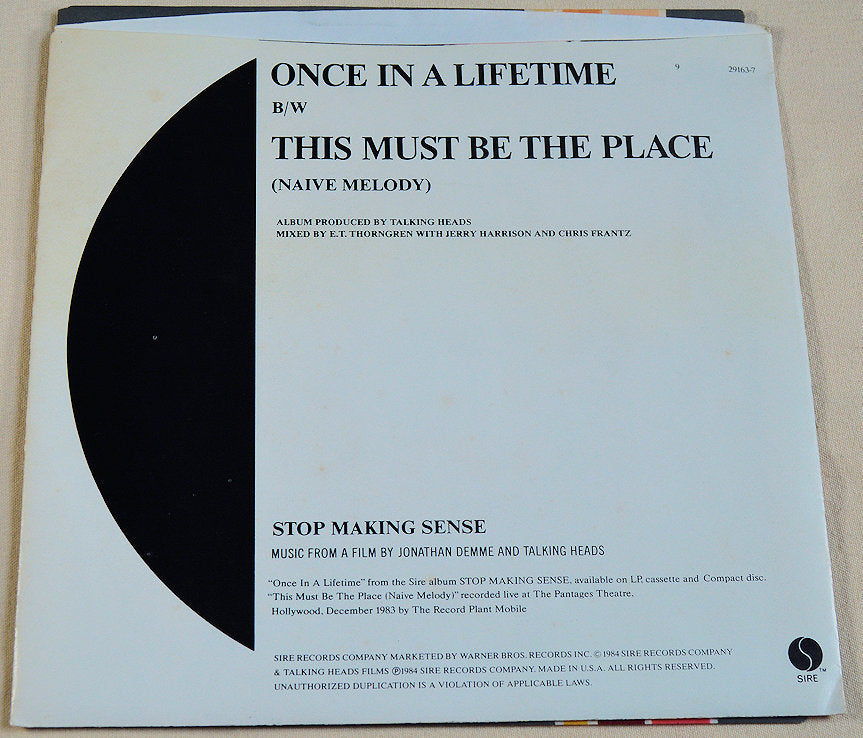 ONCE IN A LIFETIME 9 29163-7
B/W
THIS MUST BE THE PLACE
(NAIVE MELODY)
ALBUM PRODUCED BY TALKING HEADS
MIXED BY E.T. THORNGREN WITH JERRY HARRISON AND CHRIS FRANTZ
STOP MAKING SENSE
MUSIC FROM A FILM BY JONATHAN DEMME AND TALKING HEADS
“Once In A Lifetime” from the Sire album STOP MAKING SENSE, available on LP, cassette and Compact disc.
“This Must Be The Place (Naive Melody)” recorded live at The Pantages Theatre.
Hollywood, December 1983 by The Record Plant Mobile
SIRE RECORDS COMPANY MARKETED BY WARNER BROS. RECORDS INC. © 1984 SIRE RECORDS COMPANY
& TALKING HEADS FILMS ℗1984 SIRE RECORDS COMPANY. MADE IN U.S.A. ALL RIGHTS RESERVED.
UNAUTHORIZED DUPLICATION IS A VIOLATION OF APPLICABLE LAWS.
SIRE ™